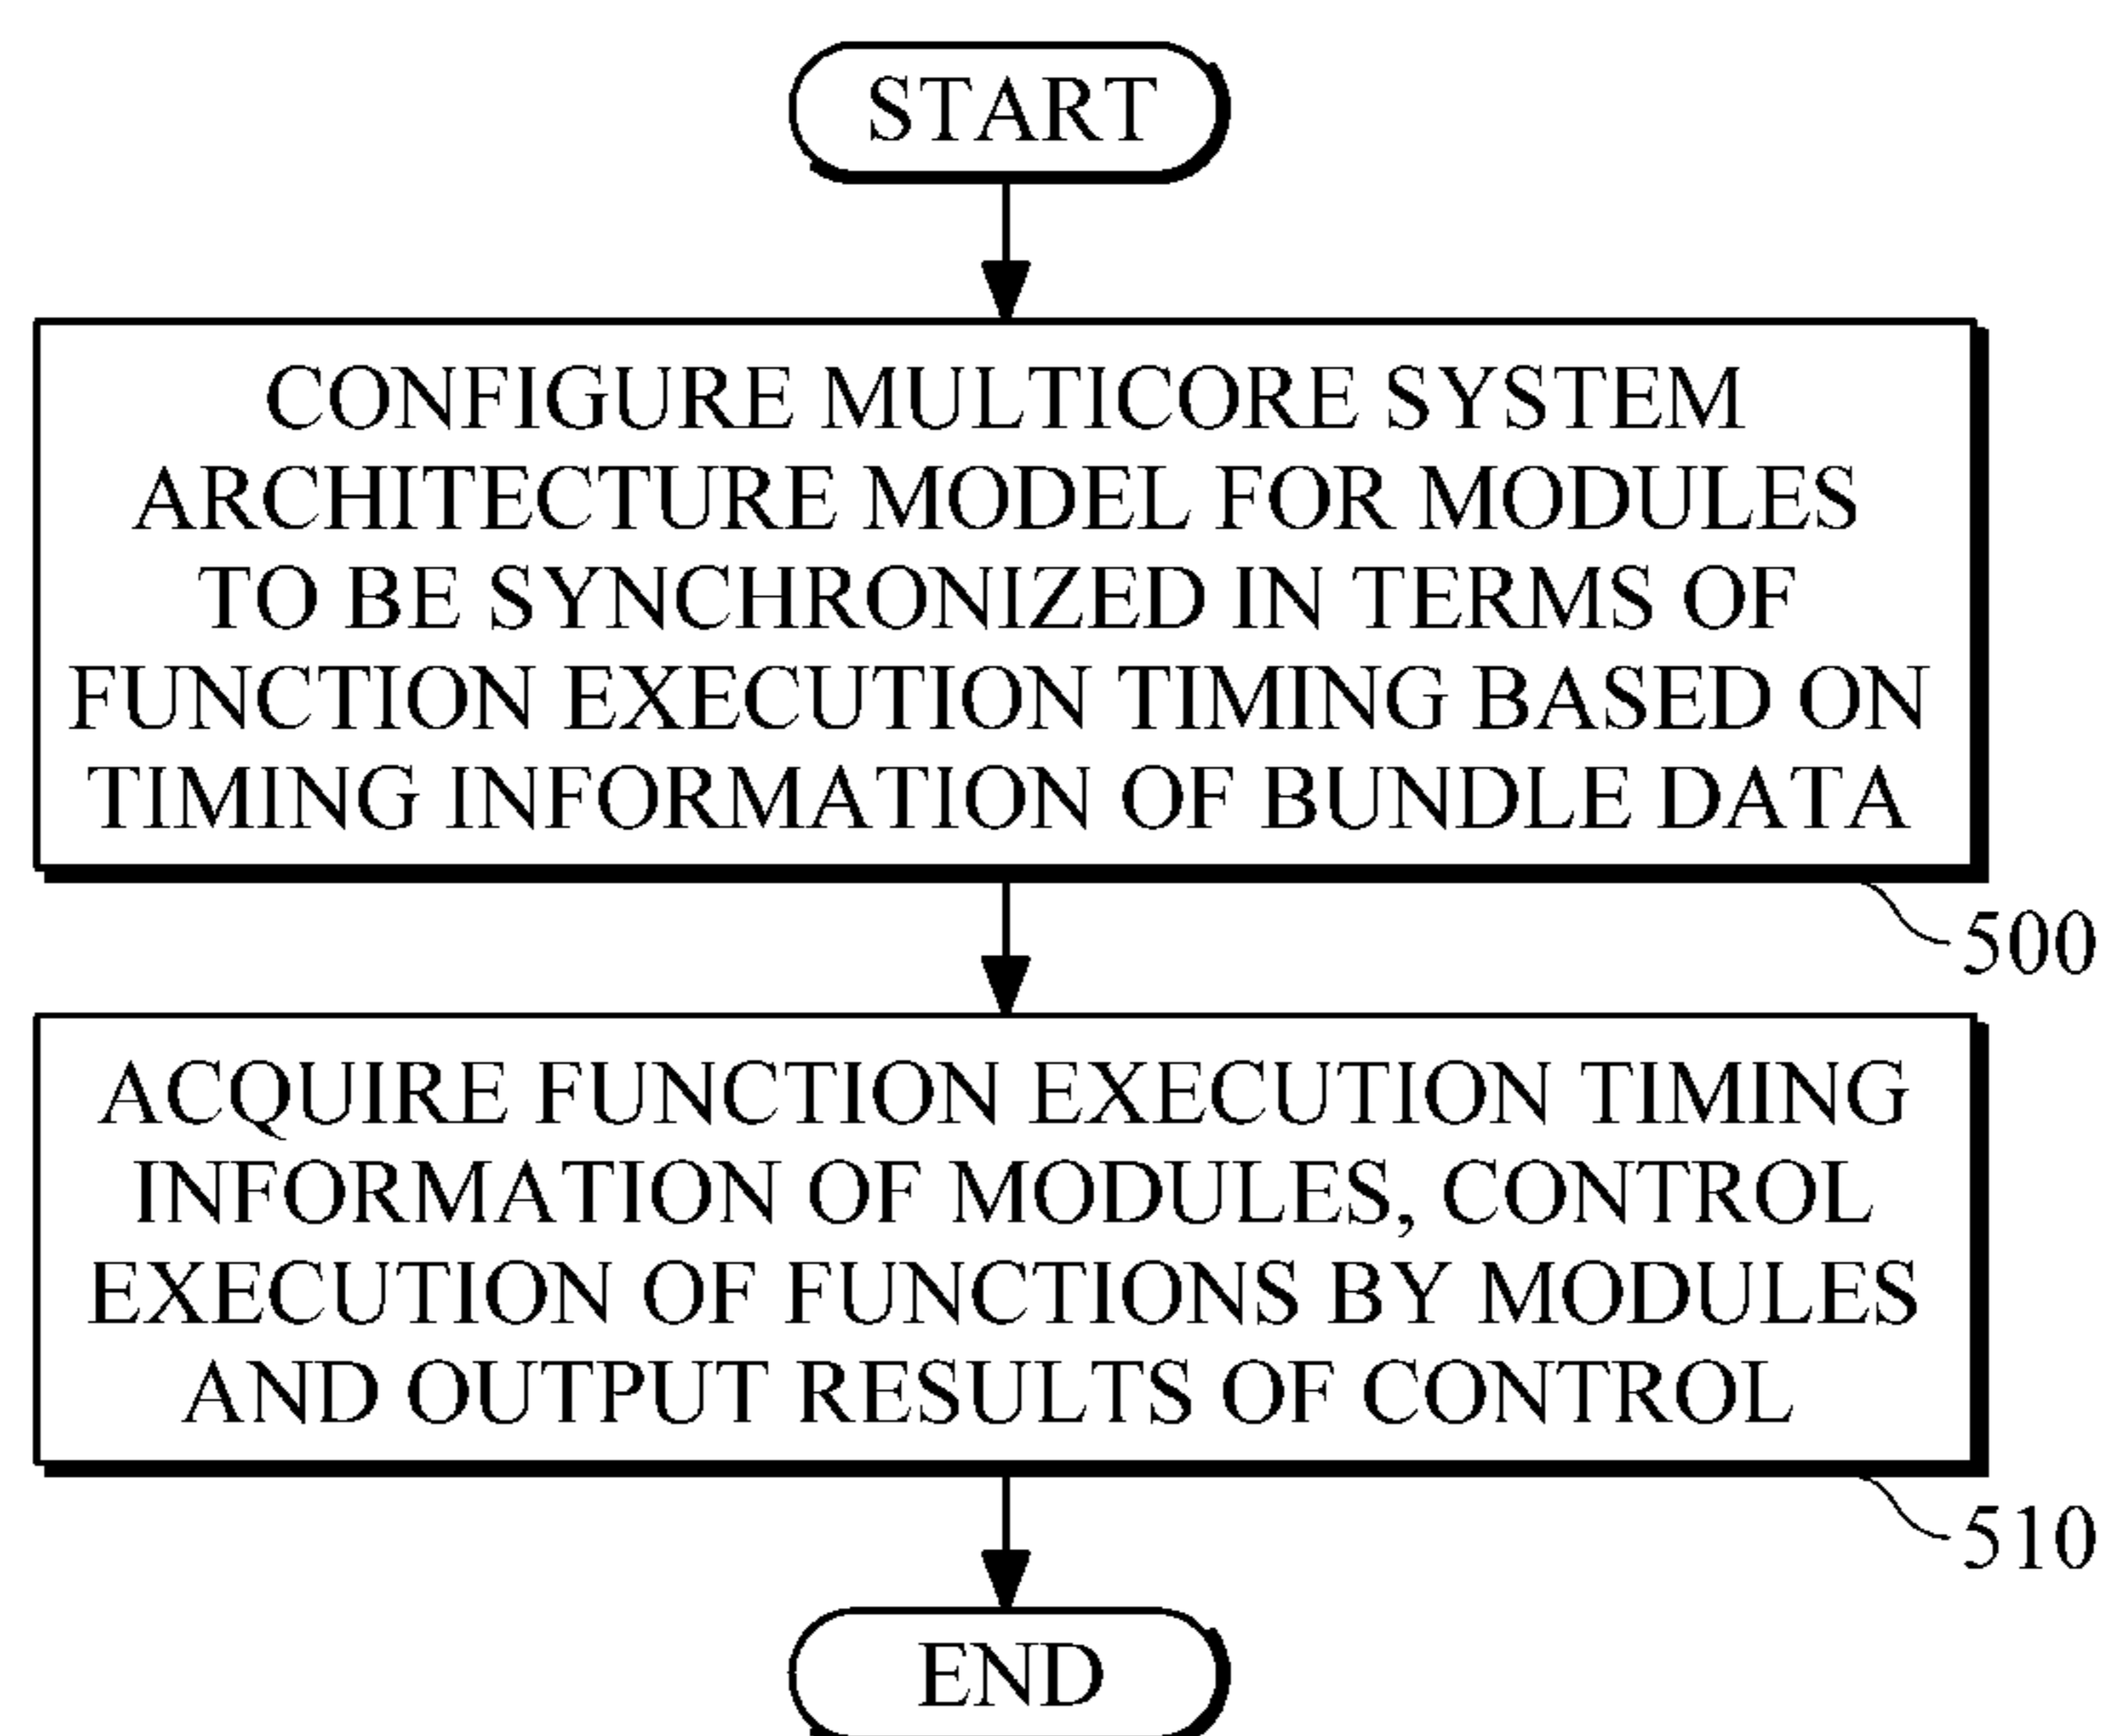 START
CONFIGURE MULTICORE SYSTEM
ARCHITECTURE MODEL FOR MODULES
TO BE SYNCHRONIZED IN TERMS OF
FUNCTION EXECUTION TIMING BASED ON
TIMING INFORMATION OF BUNDLE DATA
500
ACQUIRE FUNCTION EXECUTION TIMING
INFORMATION OF MODULES, CONTROL
EXECUTION OF FUNCTIONS BY MODULES
AND OUTPUT RESULTS OF CONTROL
510
END